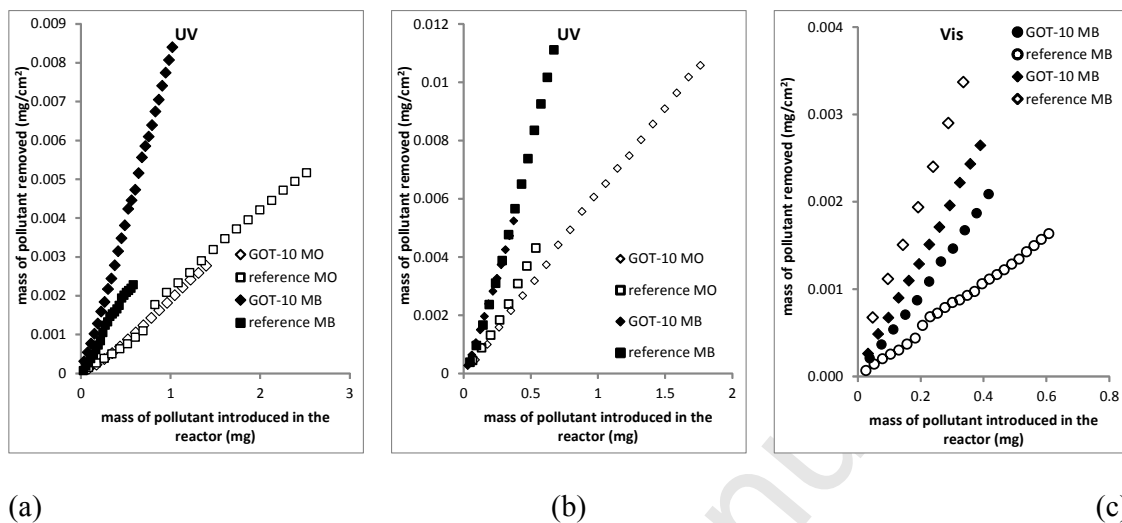 UV
0.009
0.008
0.007
0.006
0.005
0.004
0.003
0.002
0.001
0
mass of pollutant removed (mg/cm²)
GOT-10 MO
reference MO
GOT-10 MB
reference MB
0 1 2 3
mass of pollutant introduced in the
reactor (mg)
(a)
UV
0.012
0.01
0.008
0.006
0.004
0.002
0
mass of pollutant removed (mg/cm²)
GOT-10 MO
reference MO
GOT-10 MB
reference MB
0 0.5 1 1.5 2
mass of pollutant introduced in the
reactor (mg)
(b)
Vis
0.004
0.003
0.002
0.001
0.000
mass of pollutant removed (mg/cm²)
GOT-10 MB
reference MB
GOT-10 MB
reference MB
0 0.2 0.4 0.6 0.8
mass of pollutant introduced in the
reactor (mg)
(c)